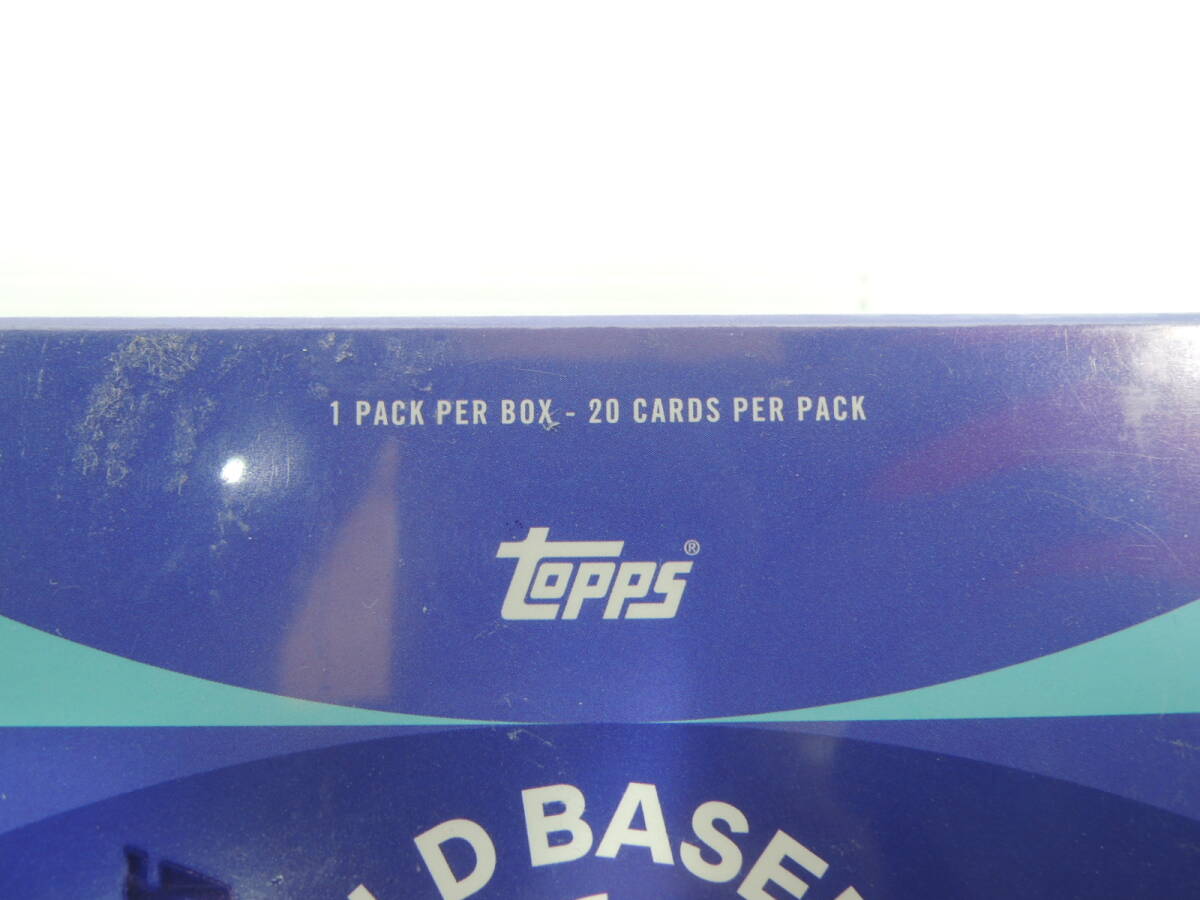 1 PACK PER BOX - 20 CARDS PER PACK
topps®